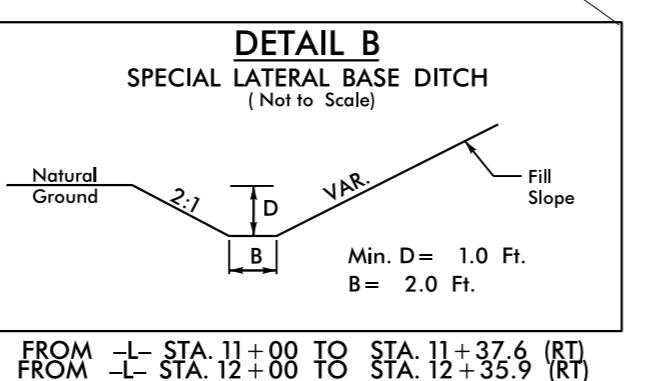 DETAIL B
SPECIAL LATERAL BASE DITCH
( Not to Scale)
Natural
Ground
2:1
D
VAR.
Fill
Slope
B
Min. D= 1.0 Ft.
B= 2.0 Ft.
FROM -L- STA. 11+00 TO STA. 11+37.6 (RT)
FROM -L- STA. 12+00 TO STA. 12+35.9 (RT)